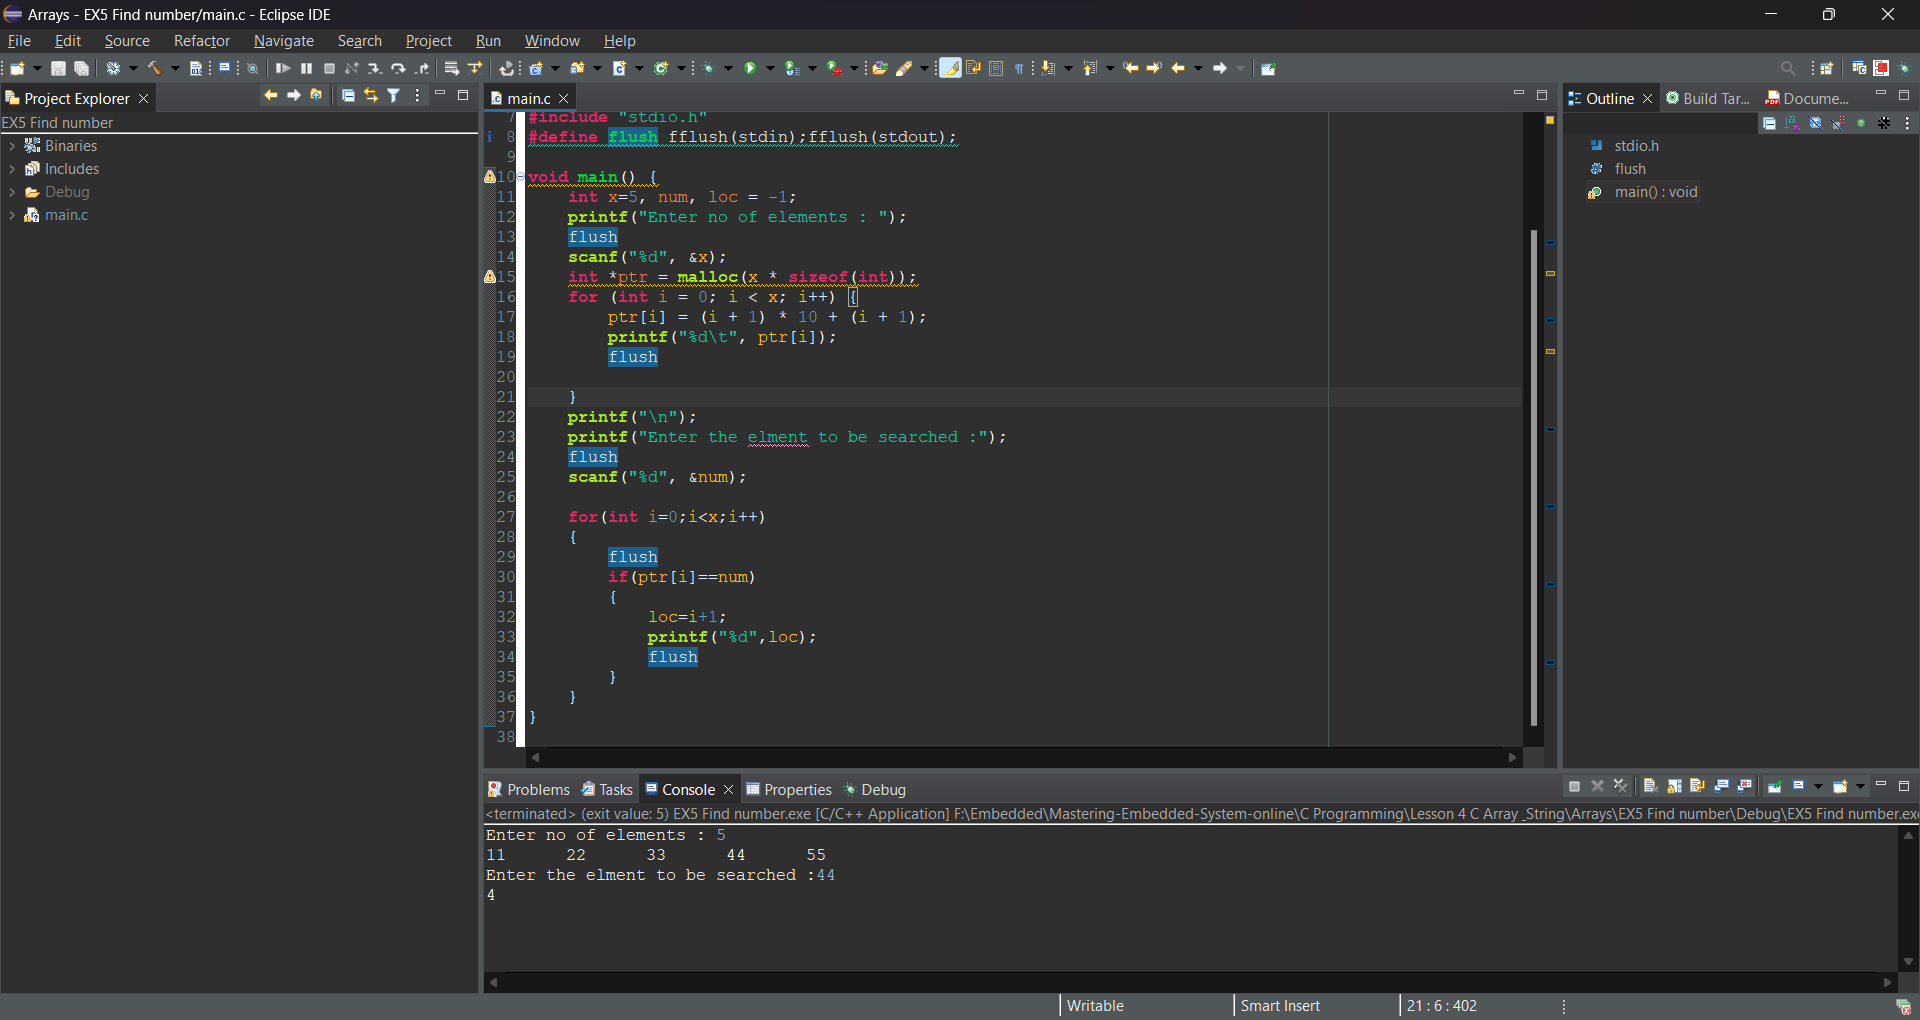 Arrays - EX5 Find number/main.c - Eclipse IDE
File Edit Source Refactor Navigate Search Project Run Window Help
Project Explorer
EX5 Find number
Binaries
Includes
Debug
main.c
main.c
7 #include "stdio.h"
8 #define flush fflush(stdin);fflush(stdout);
9
10 void main() {
11 int x=5, num, loc = -1;
12 printf("Enter no of elements : ");
13 flush
14 scanf("%d", &x);
15 int *ptr = malloc(x * sizeof(int));
16 for (int i = 0; i < x; i++) {
17 ptr[i] = (i + 1) * 10 + (i + 1);
18 printf("%d\t", ptr[i]);
19 flush
20
21 }
22 printf("\n");
23 printf("Enter the elment to be searched :");
24 flush
25 scanf("%d", &num);
26
27 for(int i=0;i<x;i++)
28 {
29 flush
30 if(ptr[i]==num)
31 {
32 loc=i+1;
33 printf("%d",loc);
34 flush
35 }
36 }
37 }
38
Outline Build Tar... Docume...
stdio.h
flush
main() : void
Problems Tasks Console Properties Debug
<terminated> (exit value: 5) EX5 Find number.exe [C/C++ Application] F:\Embedded\Mastering-Embedded-System-online\C Programming\Lesson 4 C Array _String\Arrays\EX5 Find number\Debug\EX5 Find number.exe
Enter no of elements : 5
11 22 33 44 55
Enter the elment to be searched :44
4
Writable Smart Insert 21 : 6 : 402